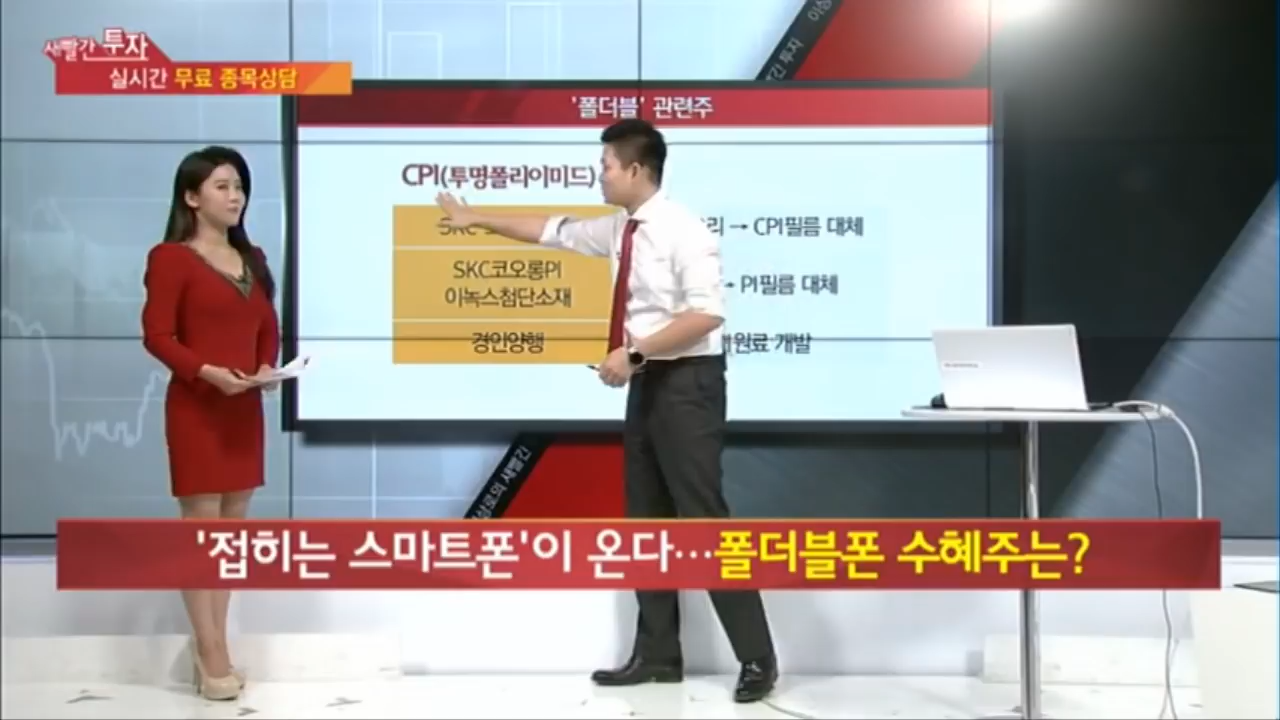 새빨간 투자
실시간 무료 종목상담
'폴더블' 관련주
CPI(투명폴리이미드)
→ CPI필름 대체
SKC코오롱PI
이녹스첨단소재
→ PI필름 대체
경인양행
원료 개발
'접히는 스마트폰'이 온다…폴더블폰 수혜주는?